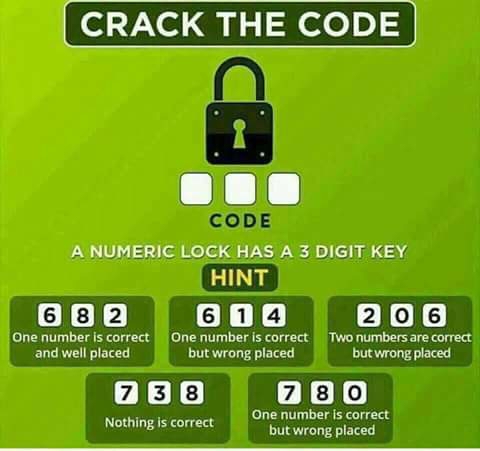 CRACK THE CODE
CODE
A NUMERIC LOCK HAS A 3 DIGIT KEY
HINT
6 8 2
One number is correct
and well placed
6 1 4
One number is correct
but wrong placed
2 0 6
Two numbers are correct
but wrong placed
7 3 8
Nothing is correct
7 8 0
One number is correct
but wrong placed